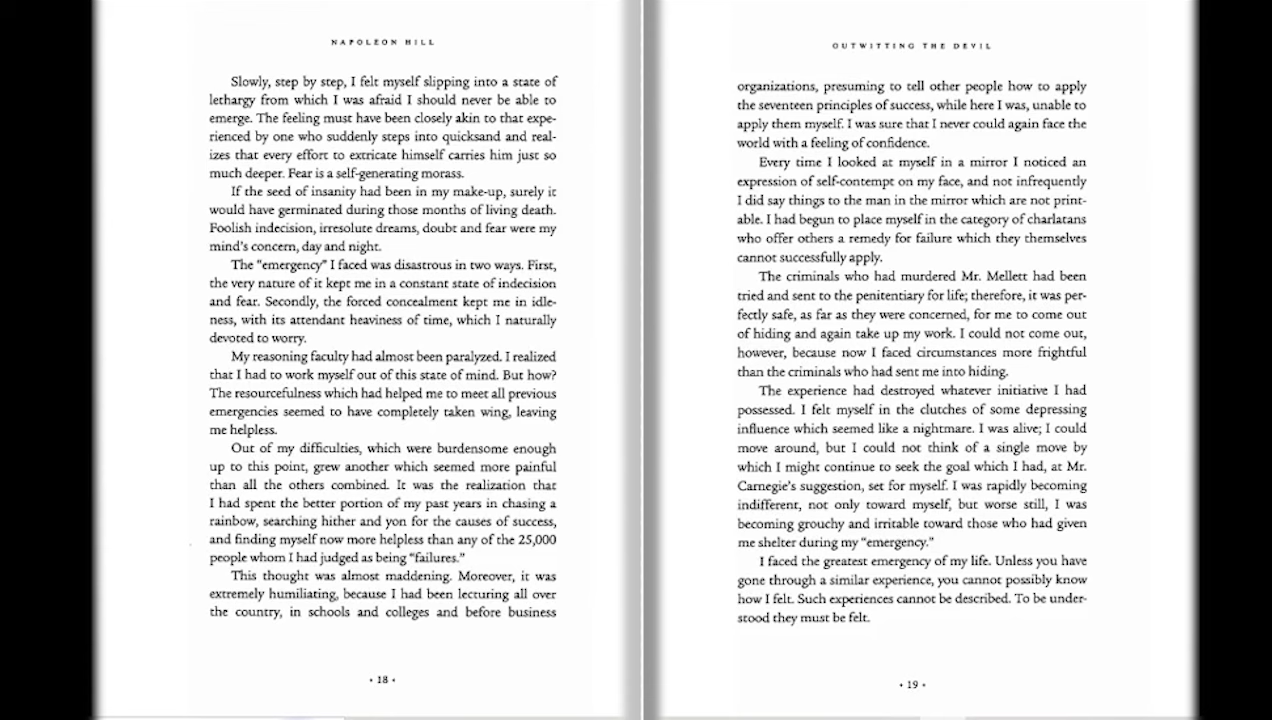 NAPOLEON HILL
Slowly, step by step, I felt myself slipping into a state of
lethargy from which I was afraid I should never be able to
emerge. The feeling must have been closely akin to that expe-
rienced by one who suddenly steps into quicksand and real-
izes that every effort to extricate himself carries him just so
much deeper. Fear is a self-generating morass.
If the seed of insanity had been in my make-up, surely it
would have germinated during those months of living death.
Foolish indecision, irresolute dreams, doubt and fear were my
mind's concern, day and night.
The "emergency" I faced was disastrous in two ways. First,
the very nature of it kept me in a constant state of indecision
and fear. Secondly, the forced concealment kept me in idle-
ness, with its attendant heaviness of time, which I naturally
devoted to worry.
My reasoning faculty had almost been paralyzed. I realized
that I had to work myself out of this state of mind. But how?
The resourcefulness which had helped me to meet all previous
emergencies seemed to have completely taken wing, leaving
me helpless.
Out of my difficulties, which were burdensome enough
up to this point, grew another which seemed more painful
than all the others combined. It was the realization that
I had spent the better portion of my past years in chasing a
rainbow, searching hither and yon for the causes of success,
and finding myself now more helpless than any of the 25,000
people whom I had judged as being "failures."
This thought was almost maddening. Moreover, it was
extremely humiliating, because I had been lecturing all over
the country, in schools and colleges and before business
• 18 •
OUTWITTING THE DEVIL
organizations, presuming to tell other people how to apply
the seventeen principles of success, while here I was, unable to
apply them myself. I was sure that I never could again face the
world with a feeling of confidence.
Every time I looked at myself in a mirror I noticed an
expression of self-contempt on my face, and not infrequently
I did say things to the man in the mirror which are not print-
able. I had begun to place myself in the category of charlatans
who offer others a remedy for failure which they themselves
cannot successfully apply.
The criminals who had murdered Mr. Mellett had been
tried and sent to the penitentiary for life; therefore, it was per-
fectly safe, as far as they were concerned, for me to come out
of hiding and again take up my work. I could not come out,
however, because now I faced circumstances more frightful
than the criminals who had sent me into hiding.
The experience had destroyed whatever initiative I had
possessed. I felt myself in the clutches of some depressing
influence which seemed like a nightmare. I was alive; I could
move around, but I could not think of a single move by
which I might continue to seek the goal which I had, at Mr.
Carnegie's suggestion, set for myself. I was rapidly becoming
indifferent, not only toward myself, but worse still, I was
becoming grouchy and irritable toward those who had given
me shelter during my "emergency."
I faced the greatest emergency of my life. Unless you have
gone through a similar experience, you cannot possibly know
how I felt. Such experiences cannot be described. To be under-
stood they must be felt.
• 19 •